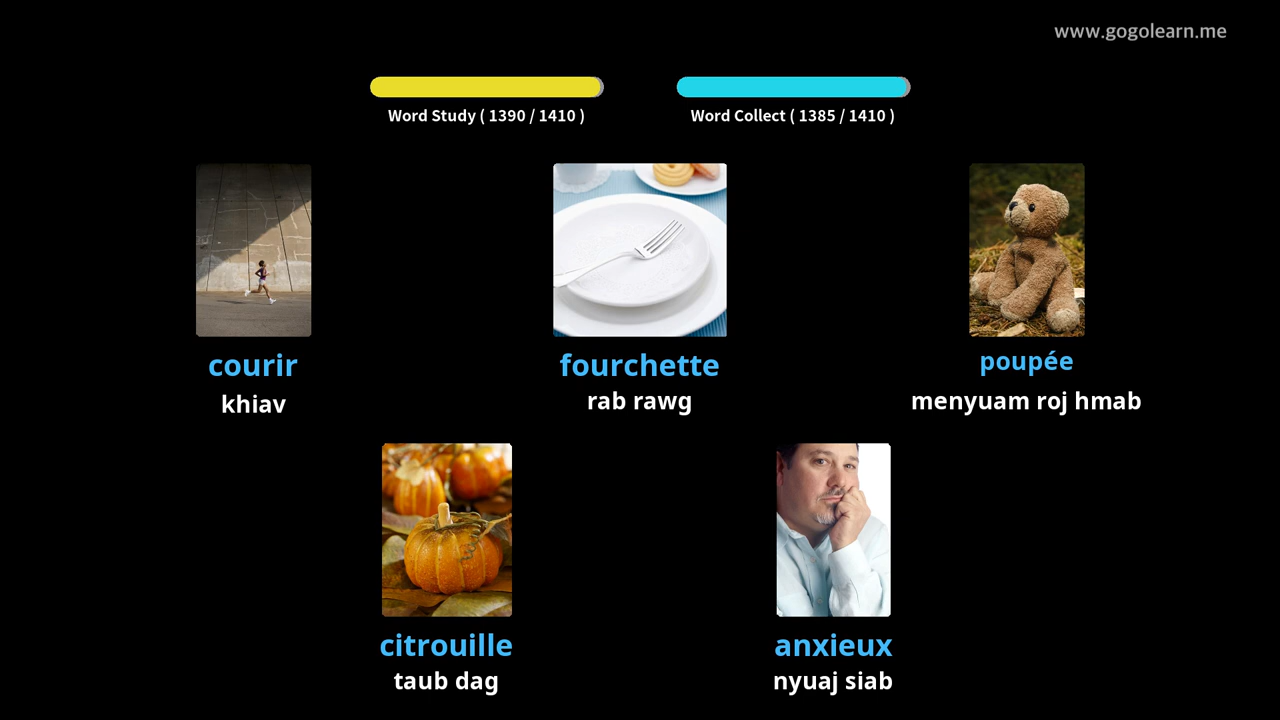 www.gogolearn.me
Word Study ( 1390 / 1410 )
Word Collect ( 1385 / 1410 )
courir
khiav
fourchette
rab rawg
poupée
menyuam roj hmab
citrouille
taub dag
anxieux
nyuaj siab